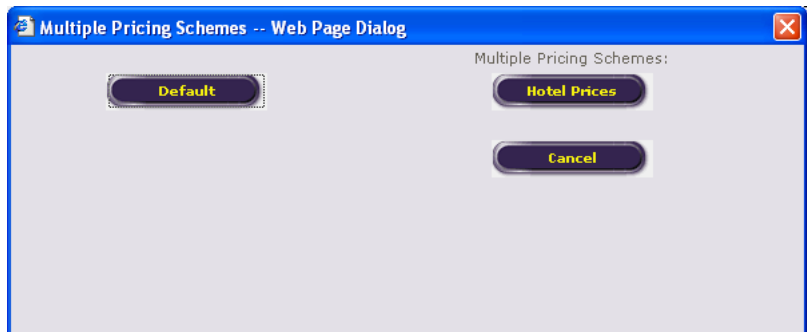 Multiple Pricing Schemes -- Web Page Dialog
Multiple Pricing Schemes:
Default
Hotel Prices
Cancel